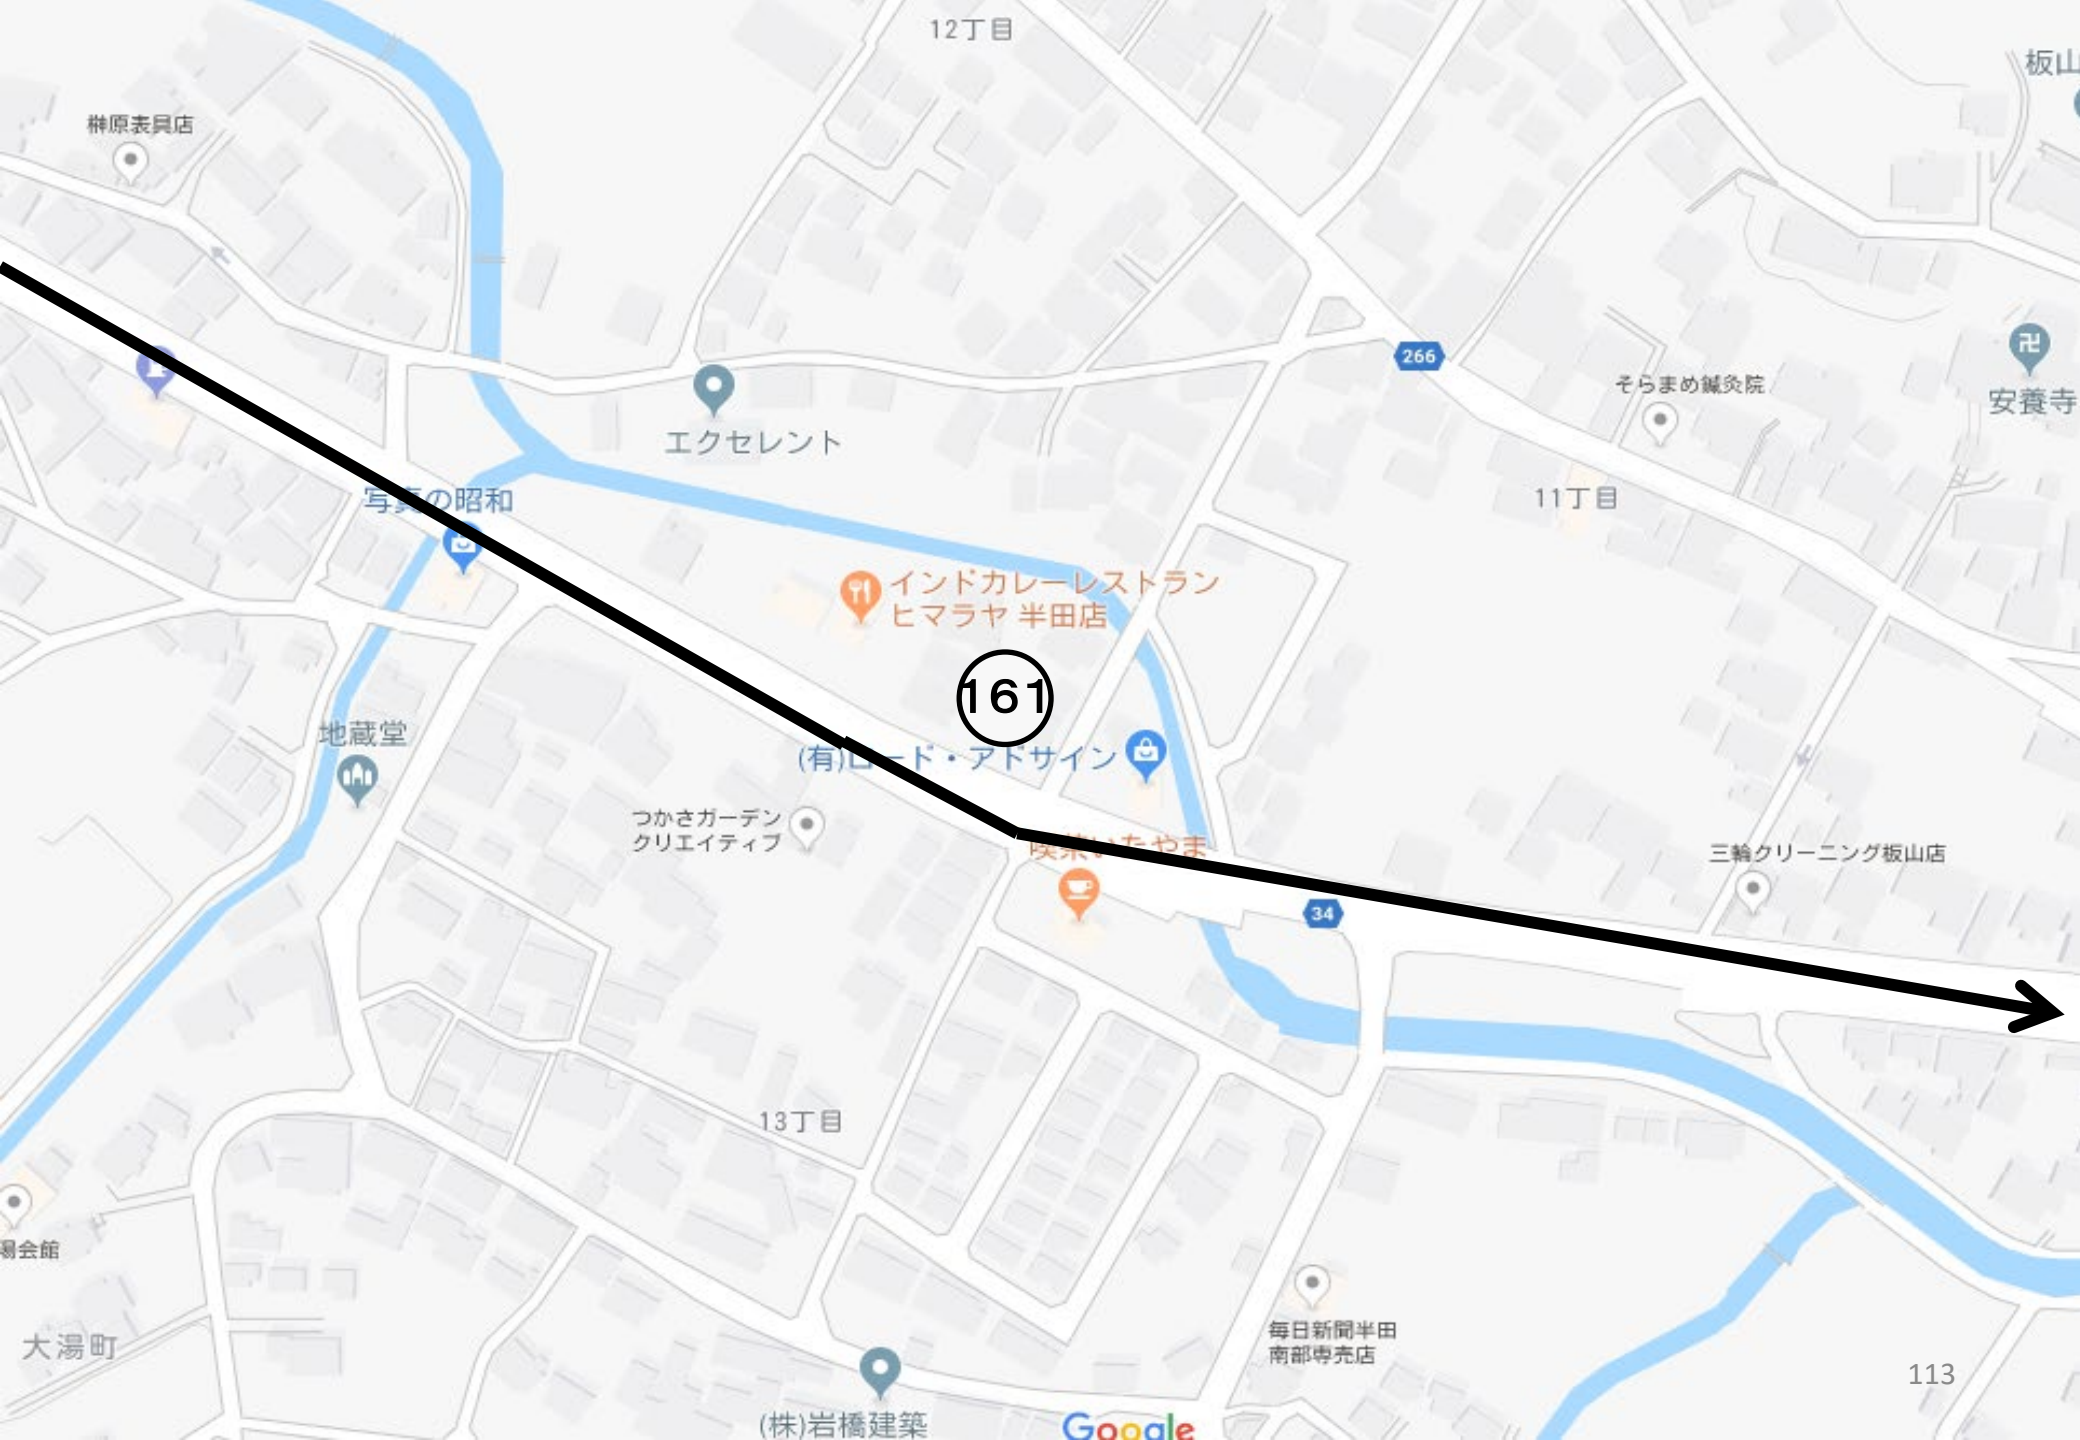 12丁目
板山
榊原表具店
266
そらまめ鍼灸院
安養寺
エクセレント
写真の昭和
11丁目
インドカレーレストラン
ヒマラヤ 半田店
161
地蔵堂
(有)ロード・アドサイン
つかさガーデン
クリエイティブ
喫茶いたやま
三輪クリーニング板山店
34
13丁目
湯会館
毎日新聞半田
南部専売店
大湯町
113
(株)岩橋建築
Google